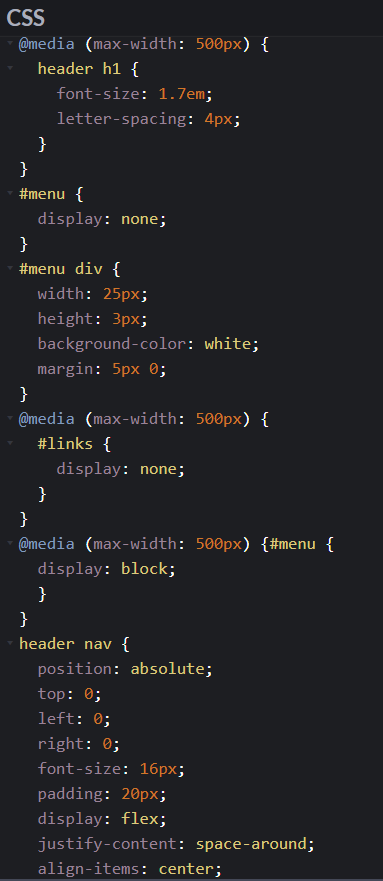 CSS
@media (max-width: 500px) {
header h1 {
font-size: 1.7em;
letter-spacing: 4px;
}
}
#menu {
display: none;
}
#menu div {
width: 25px;
height: 3px;
background-color: white;
margin: 5px 0;
}
@media (max-width: 500px) {
#links {
display: none;
}
}
@media (max-width: 500px) {#menu {
display: block;
}
}
header nav {
position: absolute;
top: 0;
left: 0;
right: 0;
font-size: 16px;
padding: 20px;
display: flex;
justify-content: space-around;
align-items: center;